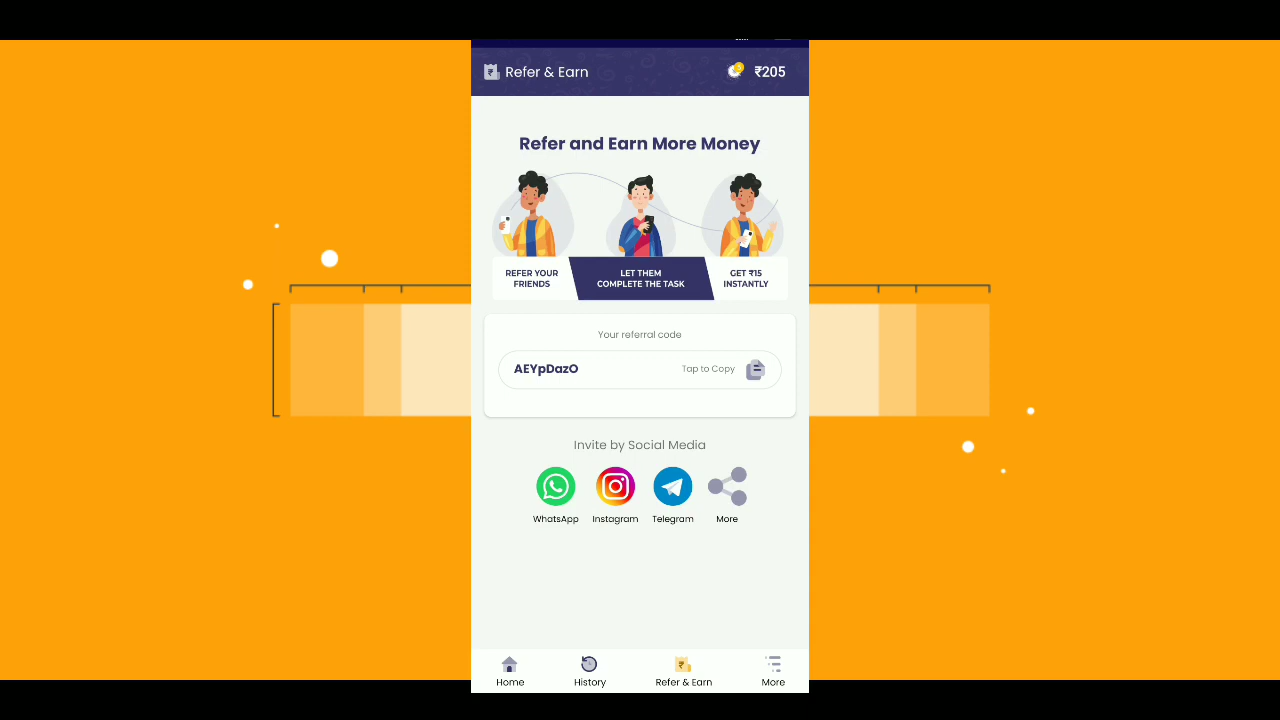 Refer & Earn
₹205
Refer and Earn More Money
REFER YOUR
FRIENDS
LET THEM
COMPLETE THE TASK
GET ₹15
INSTANTLY
Your referral code
AEYpDazO
Tap to Copy
Invite by Social Media
WhatsApp
Instagram
Telegram
More
Home
History
Refer & Earn
More